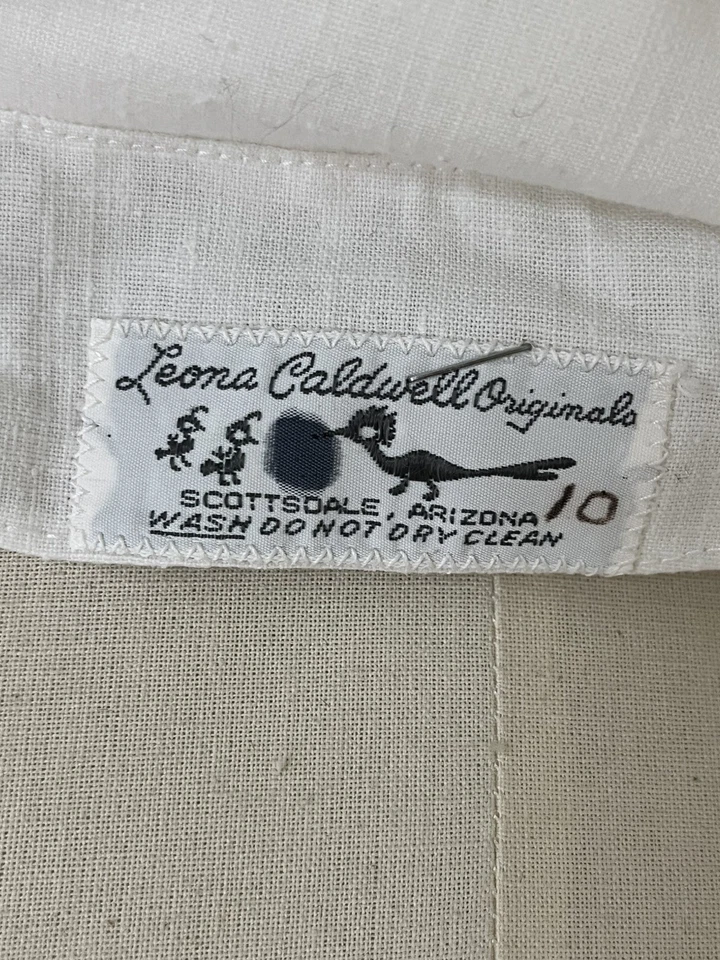 Leona Caldwell Originals
SCOTTSDALE, ARIZONA 10
WASH DO NOT DRY CLEAN